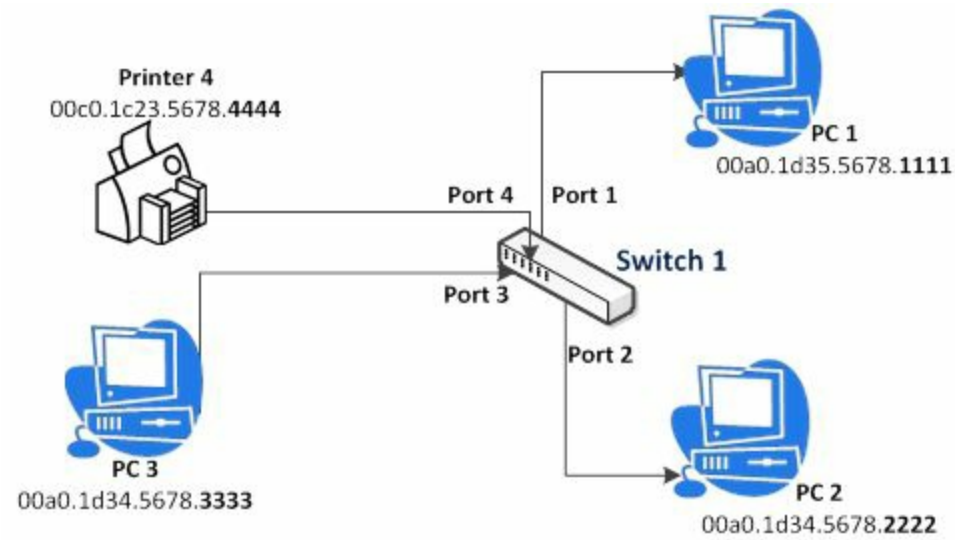 Printer 4
00c0.1c23.5678.4444
PC 1
00a0.1d35.5678.1111
Port 4
Port 1
Switch 1
Port 3
Port 2
PC 3
00a0.1d34.5678.3333
PC 2
00a0.1d34.5678.2222